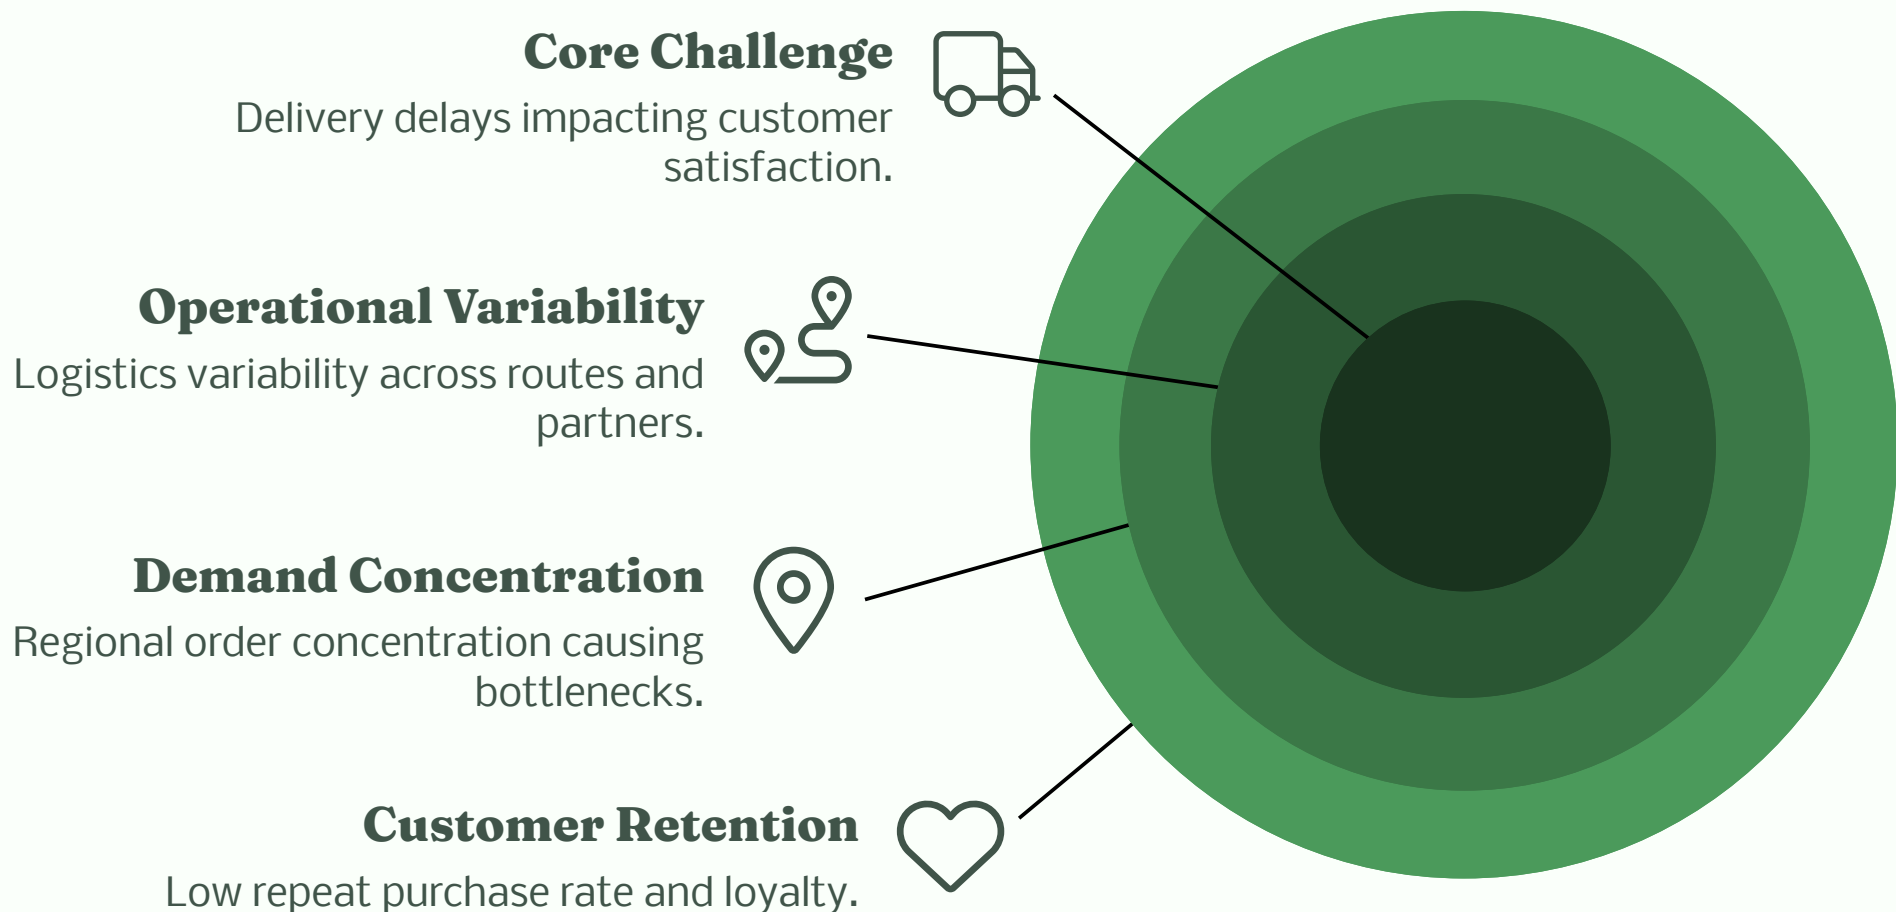 Core Challenge
Delivery delays impacting customer
satisfaction.
Operational Variability
Logistics variability across routes and
partners.
Demand Concentration
Regional order concentration causing
bottlenecks.
Customer Retention
Low repeat purchase rate and loyalty.